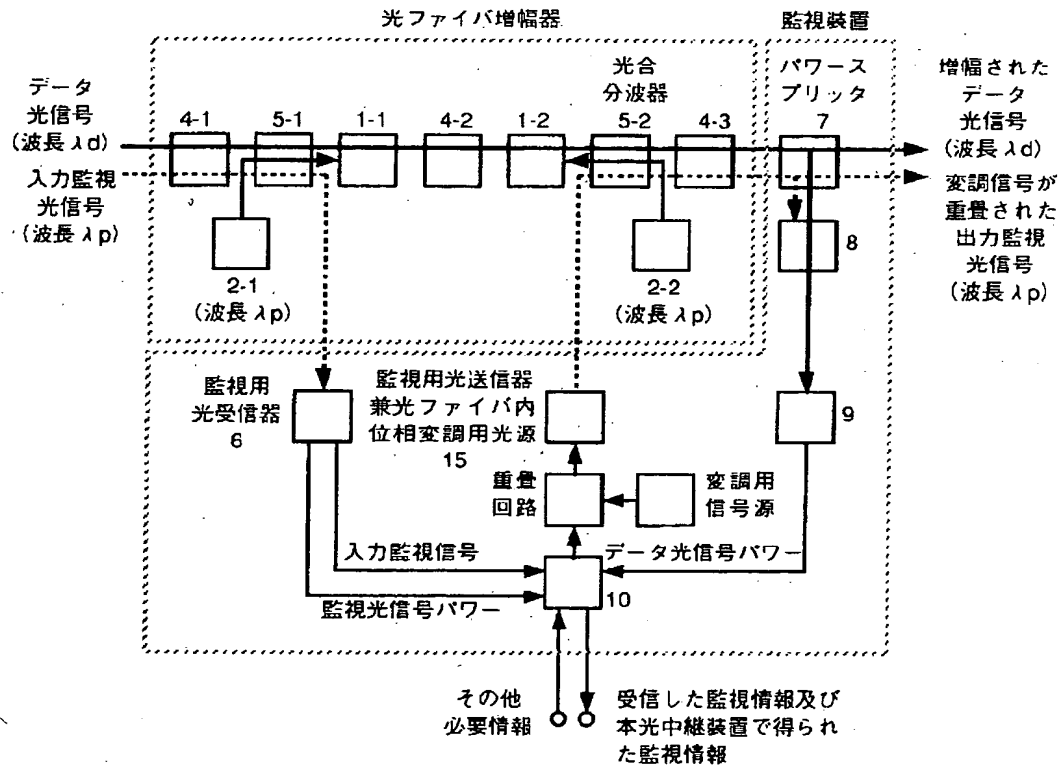 光ファイバ増幅器
監視装置
データ
光信号
(波長λd)
入力監視
光信号
(波長λp)
4-1
5-1
1-1
4-2
1-2
光合
分波器
5-2
4-3
パワース
プリッタ
7
増幅された
データ
光信号
(波長λd)
変調信号が
重畳された
出力監視
光信号
(波長λp)
2-1
(波長λp)
2-2
(波長λp)
8
監視用
光受信器
6
監視用光送信器
兼光ファイバ内
位相変調用光源
15
9
重畳
回路
変調用
信号源
入力監視信号
データ光信号パワー
監視光信号パワー
10
その他
必要情報
受信した監視情報及び
本光中継装置で得られ
た監視情報